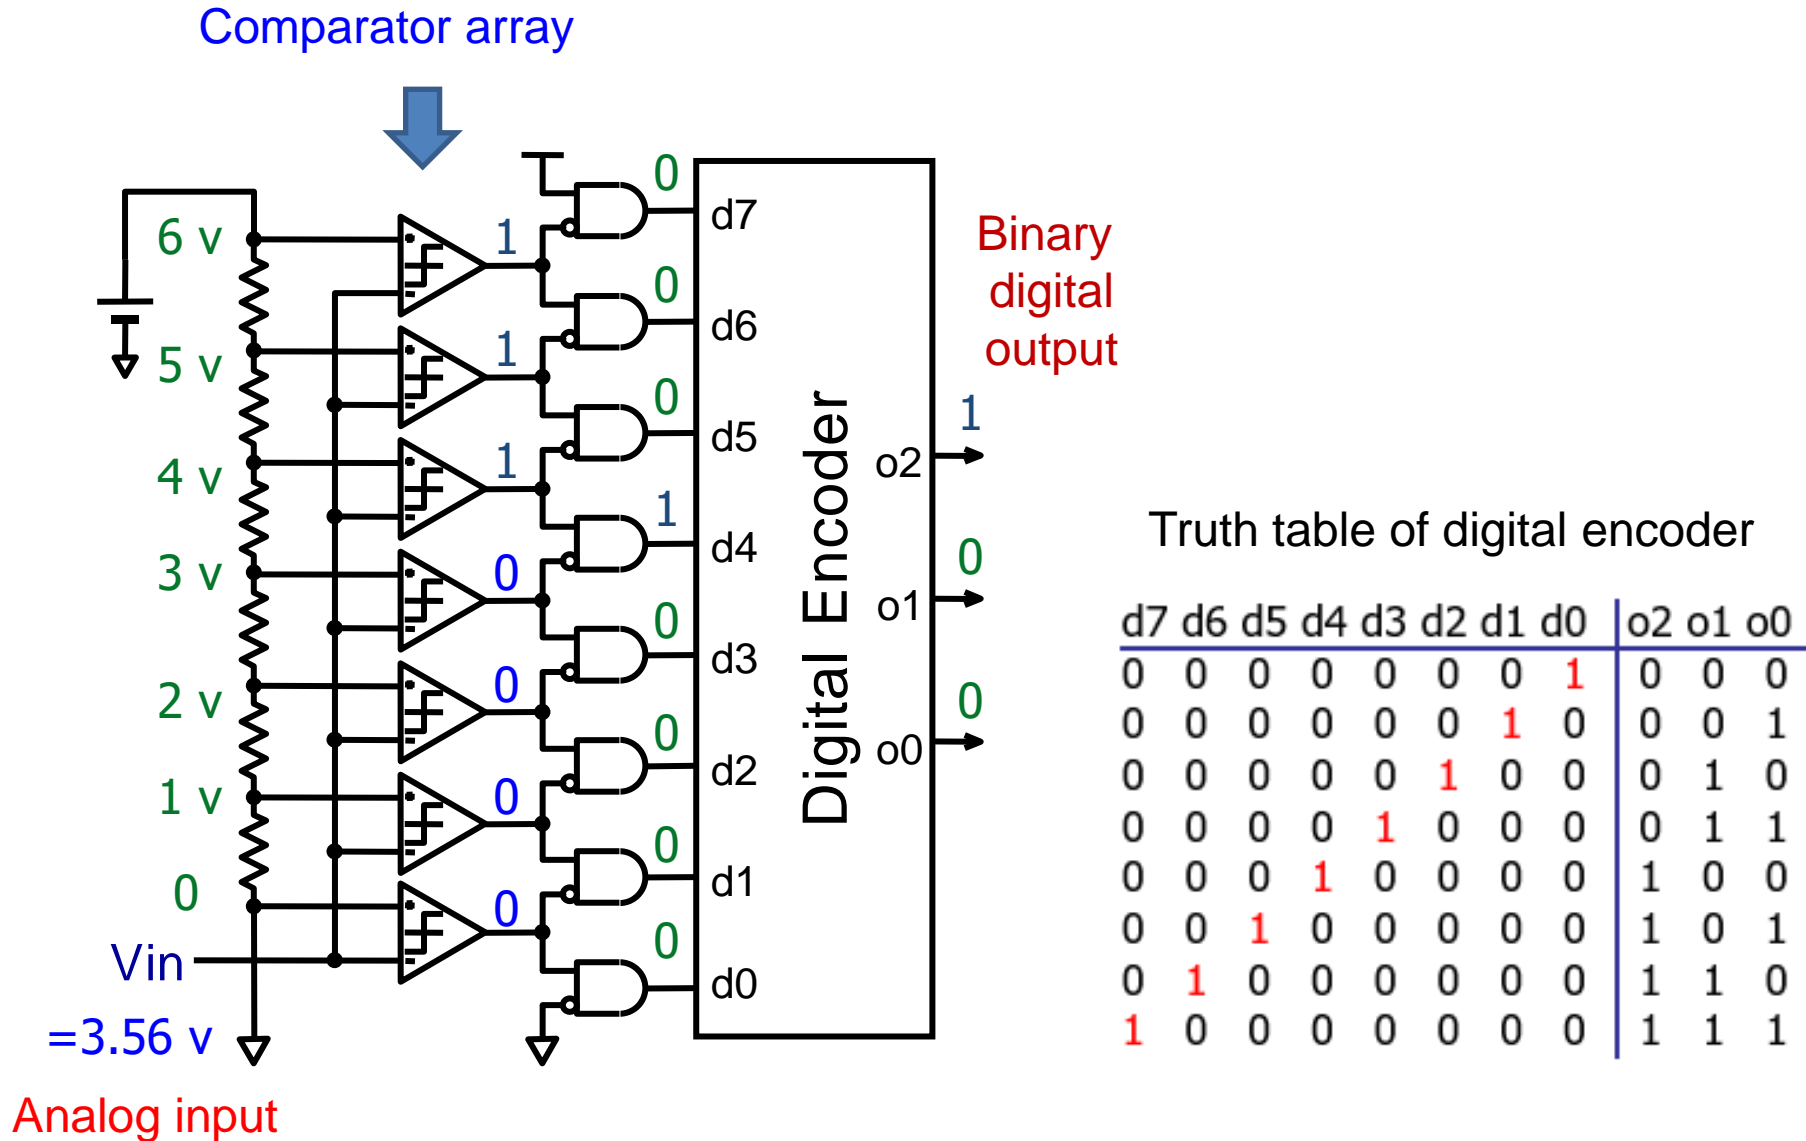 Comparator array
6 v
5 v
4 v
3 v
2 v
1 v
0
Vin
=3.56 v
Analog input
1
1
1
0
0
0
0
0
0
0
1
0
0
0
0
d7
d6
d5
d4
d3
d2
d1
d0
Digital Encoder
o2
o1
o0
Binary
digital
output
1
0
0
Truth table of digital encoder
d7 d6 d5 d4 d3 d2 d1 d0 o2 o1 o0
0 0 0 0 0 0 0 1 0 0 0
0 0 0 0 0 0 1 0 0 0 1
0 0 0 0 0 1 0 0 0 1 0
0 0 0 0 1 0 0 0 0 1 1
0 0 0 1 0 0 0 0 1 0 0
0 0 1 0 0 0 0 0 1 0 1
0 1 0 0 0 0 0 0 1 1 0
1 0 0 0 0 0 0 0 1 1 1